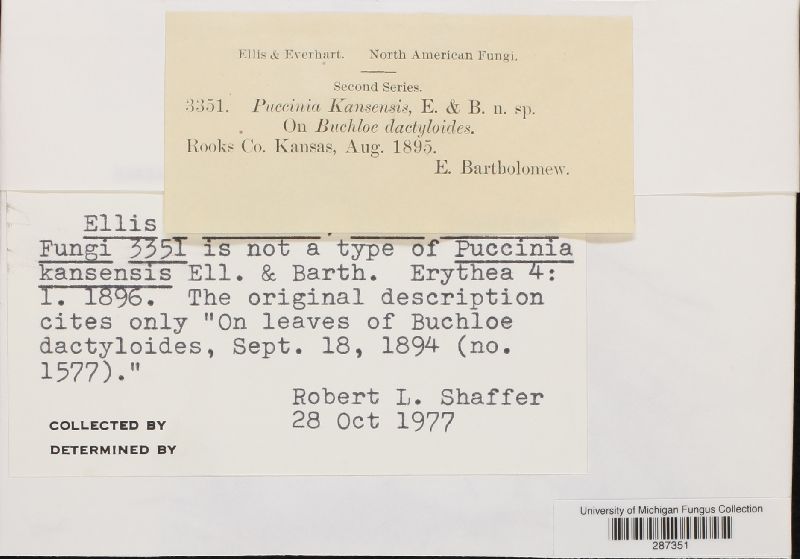 Ellis & Everhart. North American Fungi.
Second Series.
3351. Puccinia Kansensis, E. & B. n. sp.
On Buchloe dactyloides.
Rooks Co. Kansas, Aug. 1895.
E. Bartholomew.
Ellis
Fungi 3351 is not a type of Puccinia
kansensis Ell. & Barth. Erythea 4:
1. 1896. The original description
cites only "On leaves of Buchloe
dactyloides, Sept. 18, 1894 (no.
1577)."
Robert L. Shaffer
28 Oct 1977
COLLECTED BY
DETERMINED BY
University of Michigan Fungus Collection
287351